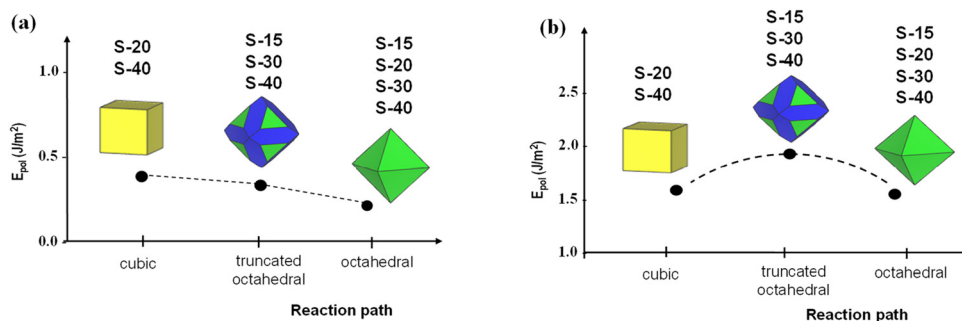 (a)
E_pol (J/m²)
1.0
0.5
0.0
S-20
S-40
S-15
S-30
S-40
S-15
S-20
S-30
S-40
cubic
truncated
octahedral
octahedral
Reaction path
(b)
E_pol (J/m²)
2.5
2.0
1.5
1.0
S-20
S-40
S-15
S-30
S-40
S-15
S-20
S-30
S-40
cubic
truncated
octahedral
octahedral
Reaction path